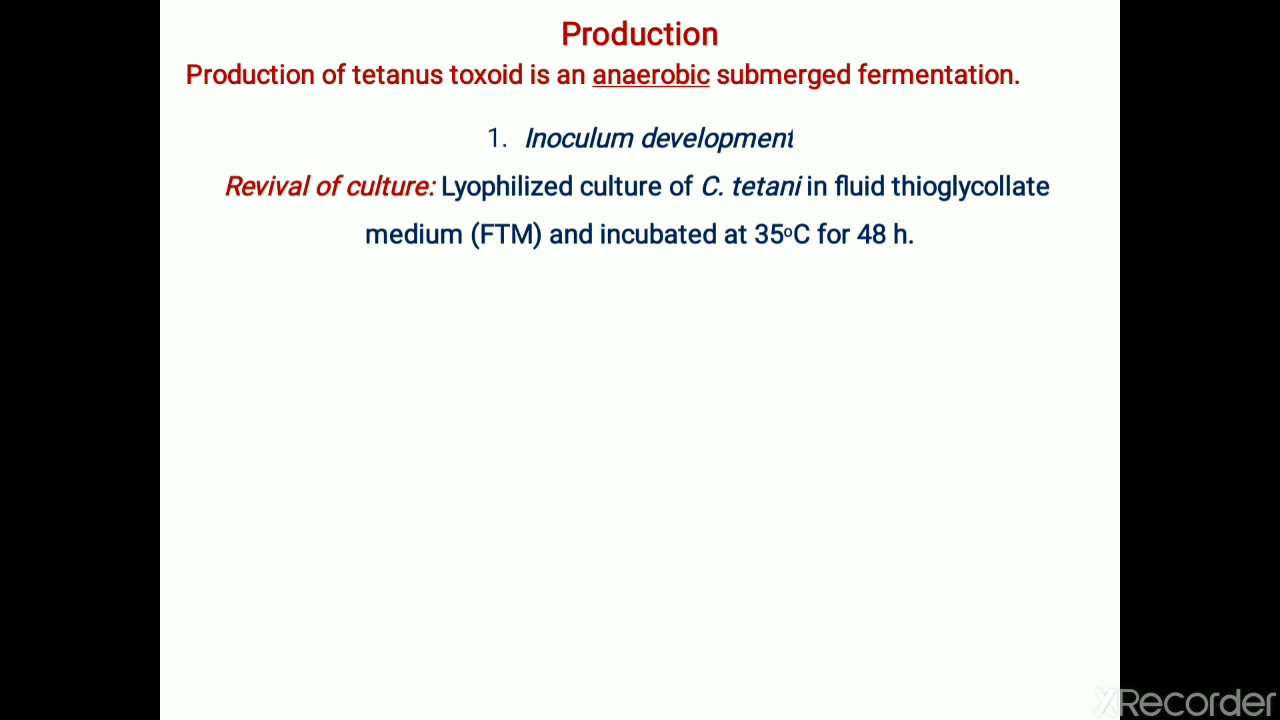 Production
Production of tetanus toxoid is an anaerobic submerged fermentation.
1. Inoculum development
Revival of culture: Lyophilized culture of C. tetani in fluid thioglycollate
medium (FTM) and incubated at 35°C for 48 h.
XRecorder